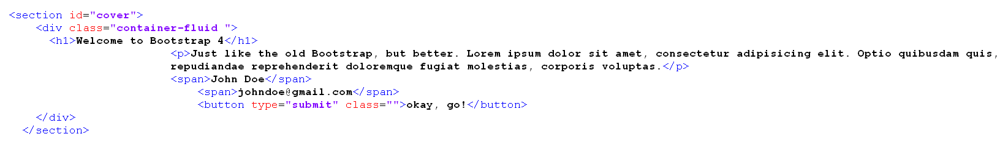 <section id="cover">
<div class="container-fluid ">
<h1>Welcome to Bootstrap 4</h1>
<p>Just like the old Bootstrap, but better. Lorem ipsum dolor sit amet, consectetur adipisicing elit. Optio quibusdam quis,
repudiandae reprehenderit doloremque fugiat molestias, corporis voluptas.</p>
<span>John Doe</span>
<span>johndoe@gmail.com</span>
<button type="submit" class="">okay, go!</button>
</div>
</section>